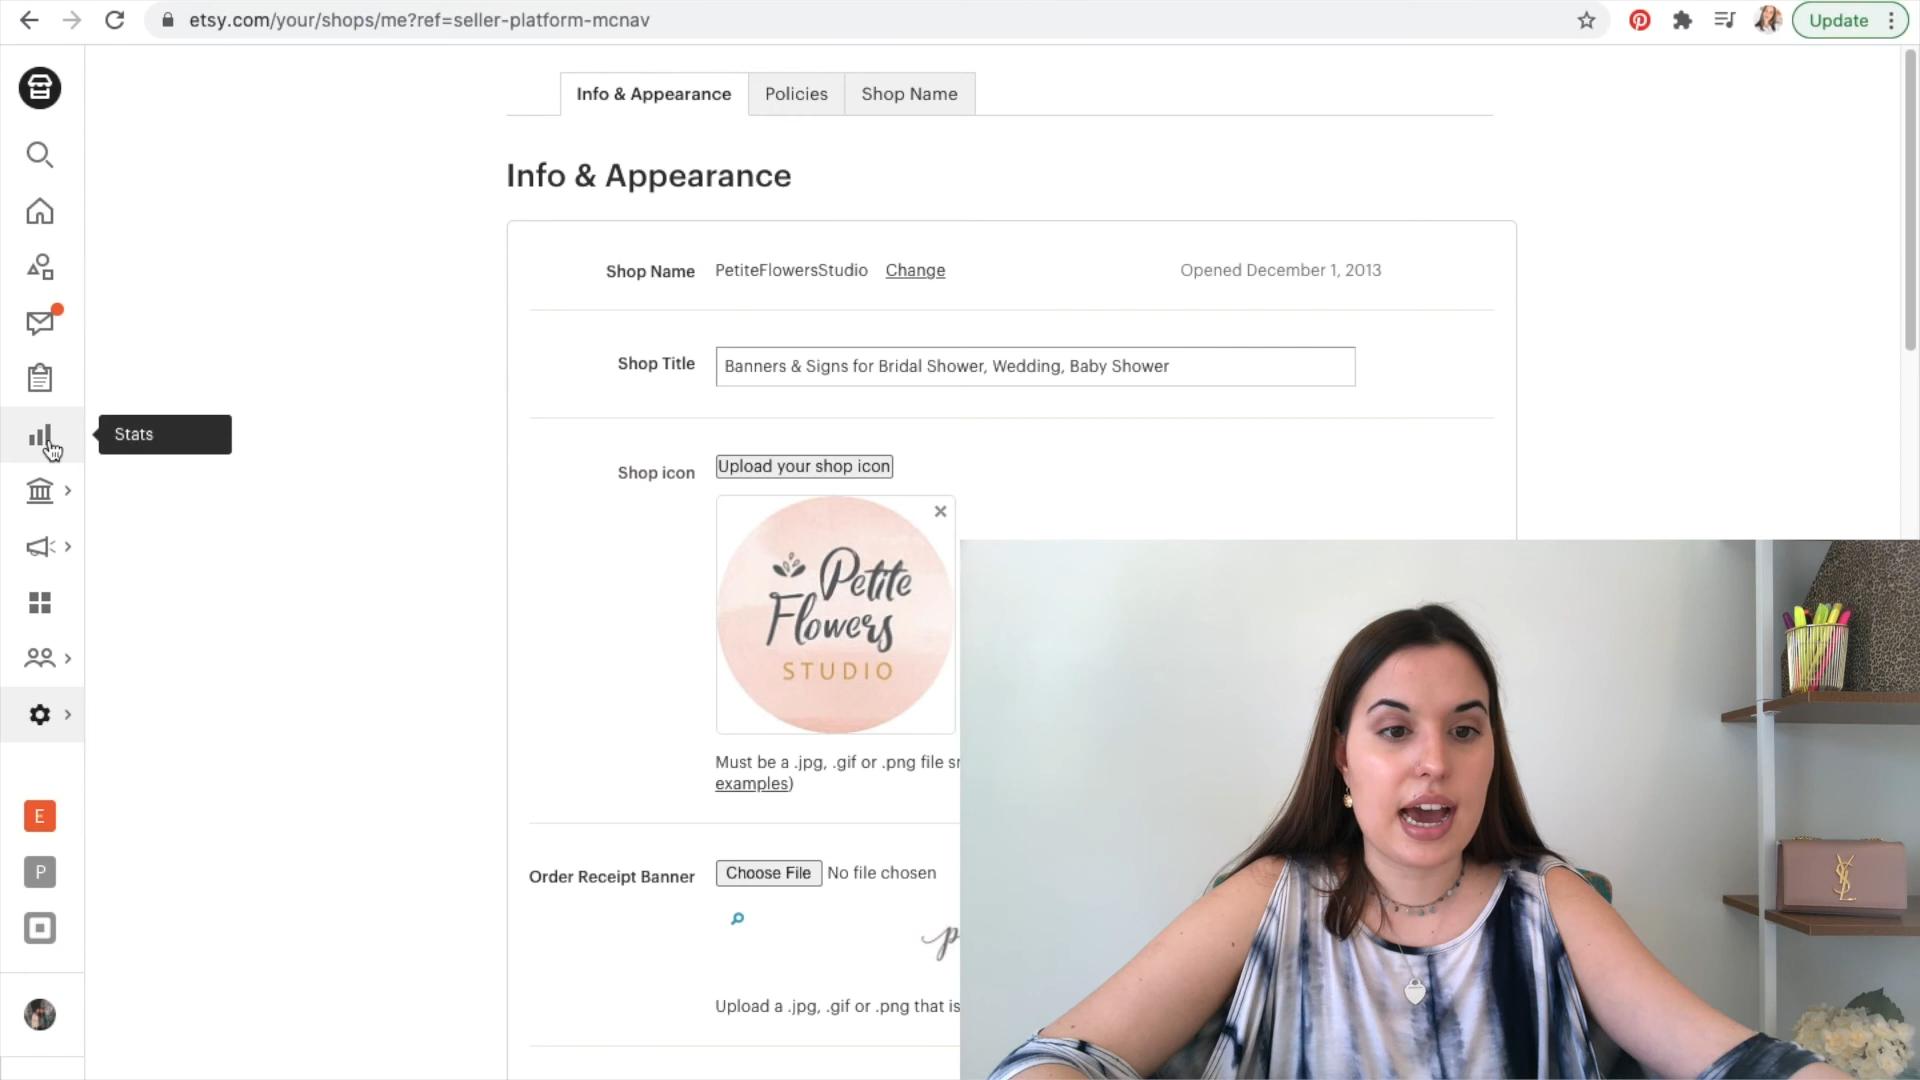 etsy.com/your/shops/me?ref=seller-platform-mcnav
Update
Info & Appearance
Policies
Shop Name
Info & Appearance
Shop Name
PetiteFlowersStudio
Change
Opened December 1, 2013
Shop Title
Banners & Signs for Bridal Shower, Wedding, Baby Shower
Stats
Shop icon
Upload your shop icon
Petite
Flowers
STUDIO
Must be a .jpg, .gif or .png file
examples)
Order Receipt Banner
Choose File
No file chosen
p
Upload a .jpg, .gif or .png that is
E
P
YSL